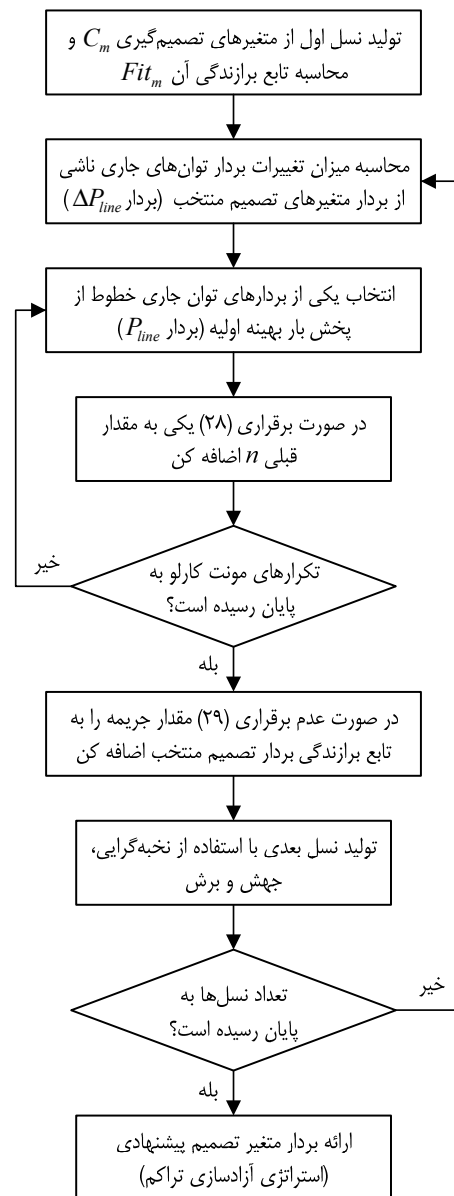 تولید نسل اول از متغیرهای تصمیم‌گیری C_m و
محاسبه تابع برازندگی آن Fit_m
محاسبه میزان تغییرات بردار توان‌های جاری ناشی
از بردار متغیرهای تصمیم منتخب (بردار ΔP_line)
انتخاب یکی از بردارهای توان جاری خطوط از
پخش بار بهینه اولیه (بردار P_line)
در صورت برقراری (۲۸) یکی به مقدار
قبلی n اضافه کن
تکرارهای مونت کارلو به
پایان رسیده است؟
خیر
بله
در صورت عدم برقراری (۲۹) مقدار جریمه را به
تابع برازندگی بردار تصمیم منتخب اضافه کن
تولید نسل بعدی با استفاده از نخبه‌گرایی،
جهش و برش
تعداد نسل‌ها به
پایان رسیده است؟
خیر
بله
ارائه بردار متغیر تصمیم پیشنهادی
(استراتژی آزادسازی تراکم)